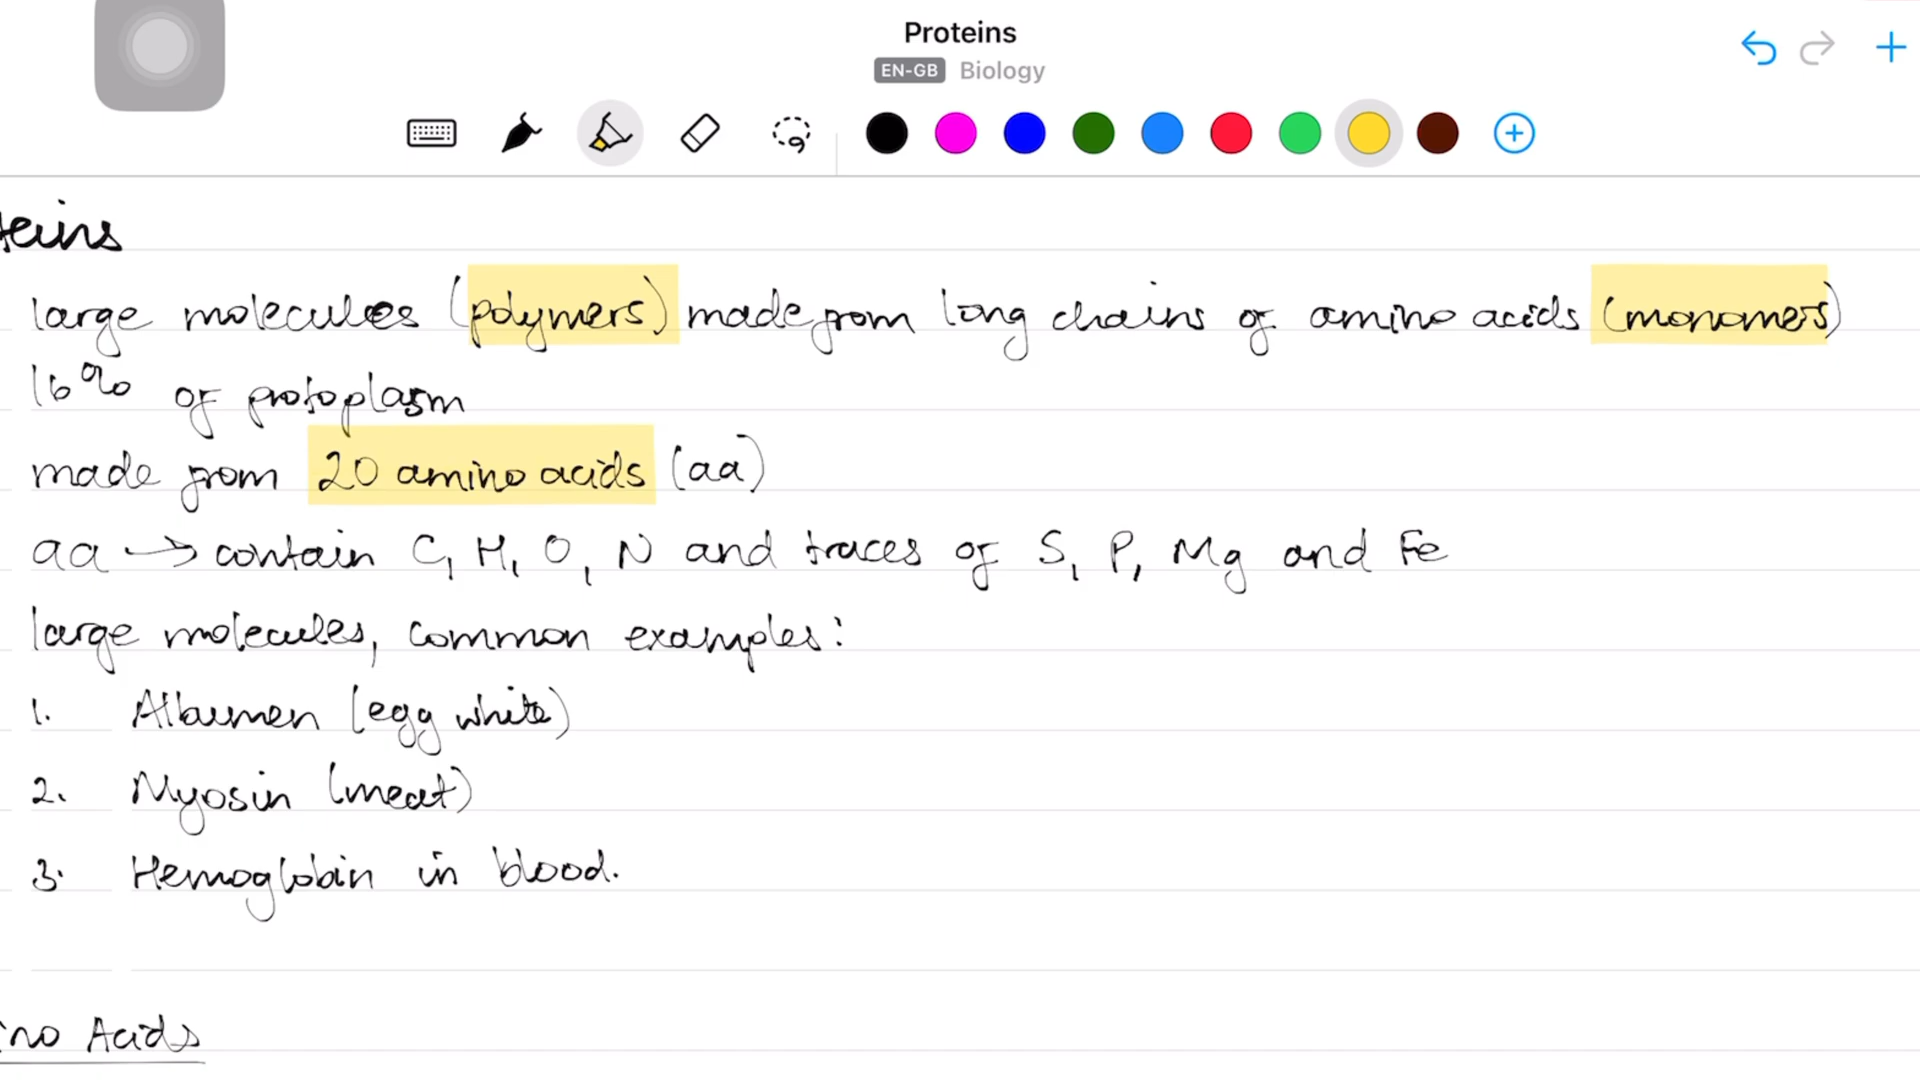 Proteins
EN-GB Biology
teins
large molecules (polymers) made from long chains of amino acids (monomers)
16% of protoplasm
made from 20 amino acids (aa)
aa → contain C, H, O, N and traces of S, P, Mg and Fe
large molecules, common examples:
1. Albumen (egg white)
2. Myosin (meat)
3. Hemoglobin in blood.
ino Acids